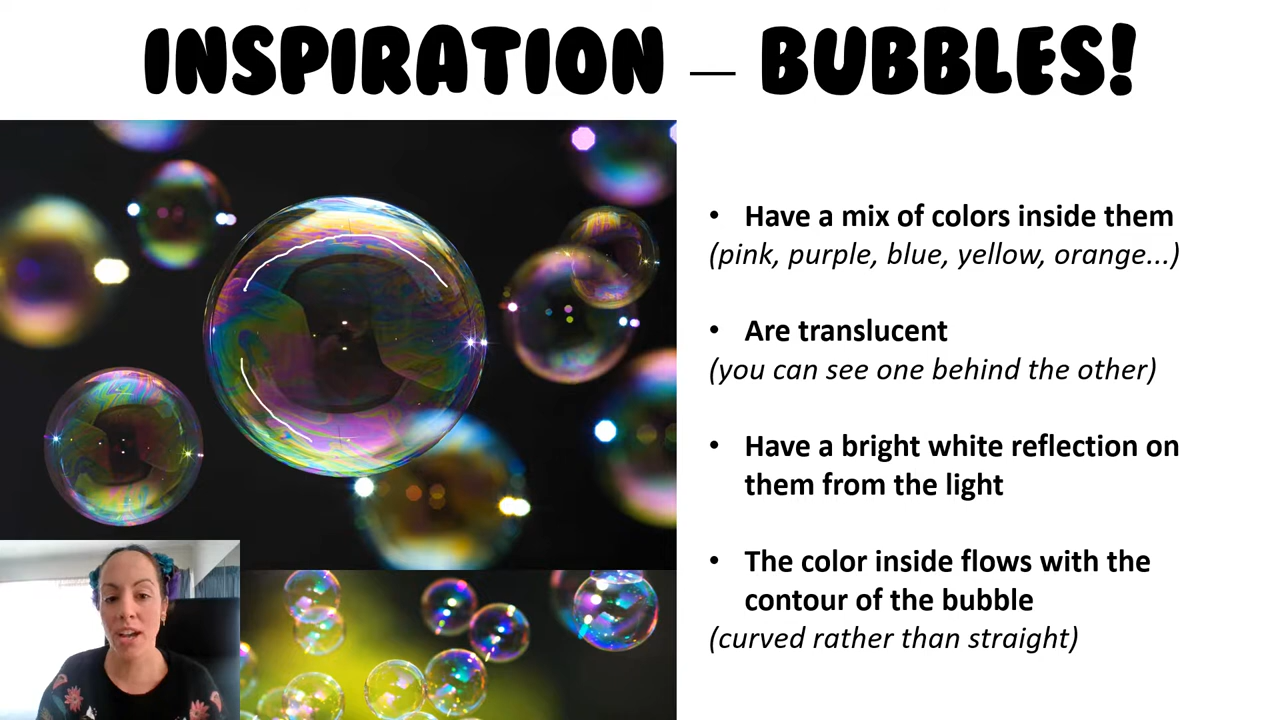 INSPIRATION — BUBBLES!
• Have a mix of colors inside them
(pink, purple, blue, yellow, orange...)
• Are translucent
(you can see one behind the other)
• Have a bright white reflection on
them from the light
• The color inside flows with the
contour of the bubble
(curved rather than straight)